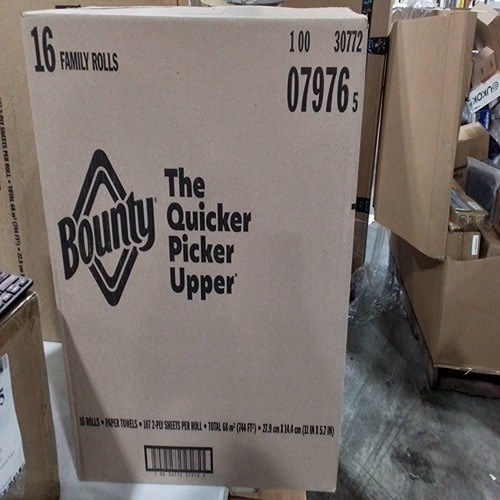 16 FAMILY ROLLS
1 00 30772
07976 5
Bounty
The
Quicker
Picker
Upper
16 ROLLS • PAPER TOWELS • 107 2-PLY SHEETS PER ROLL • TOTAL 68 m² (744 FT²) • 27.9 cm X 14.4 cm (11 IN X 5.7 IN)
5